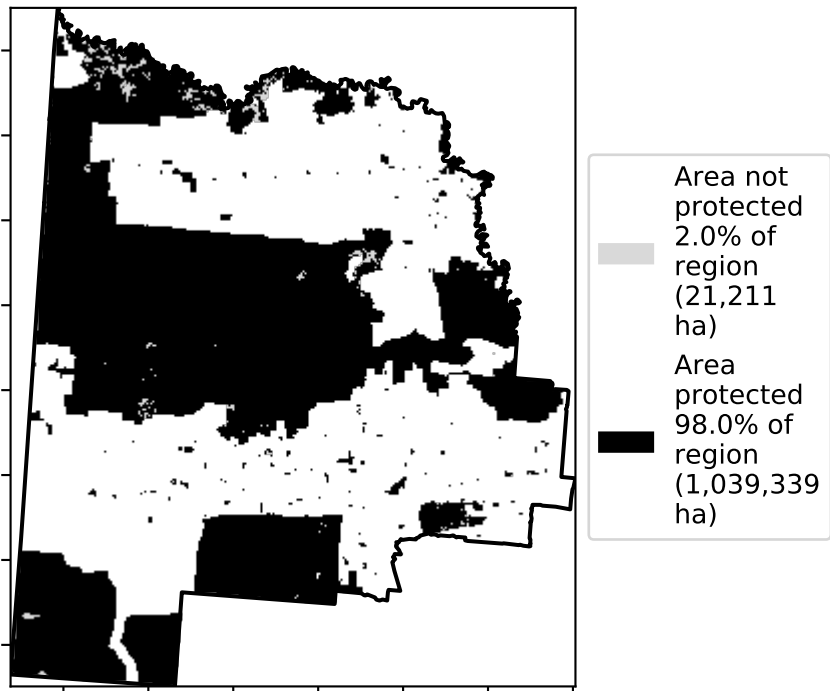 Area not
protected
2.0% of
region
(21,211
ha)
Area
protected
98.0% of
region
(1,039,339
ha)